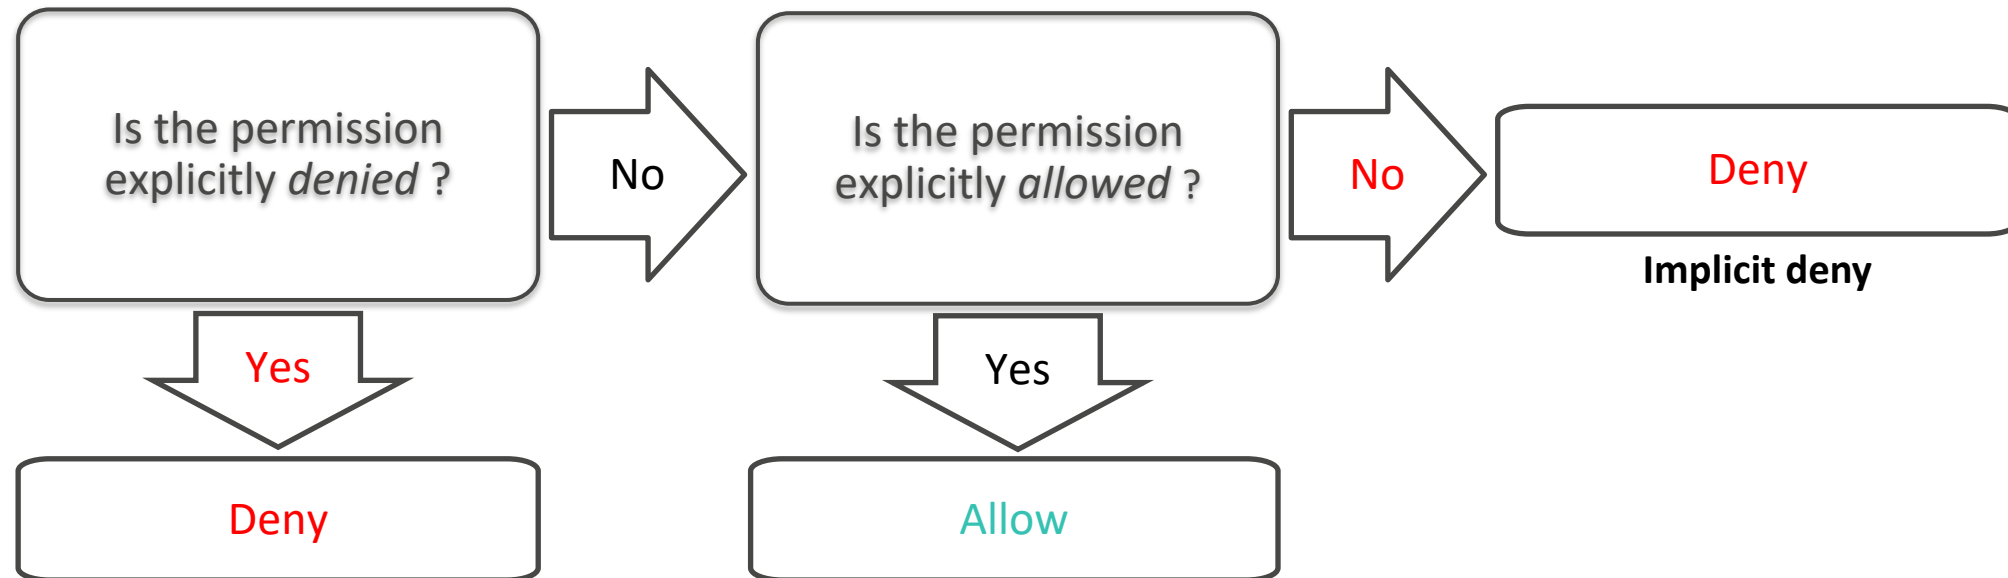 Is the permission
explicitly denied ?
No
Is the permission
explicitly allowed ?
No
Deny
Implicit deny
Yes
Yes
Deny
Allow